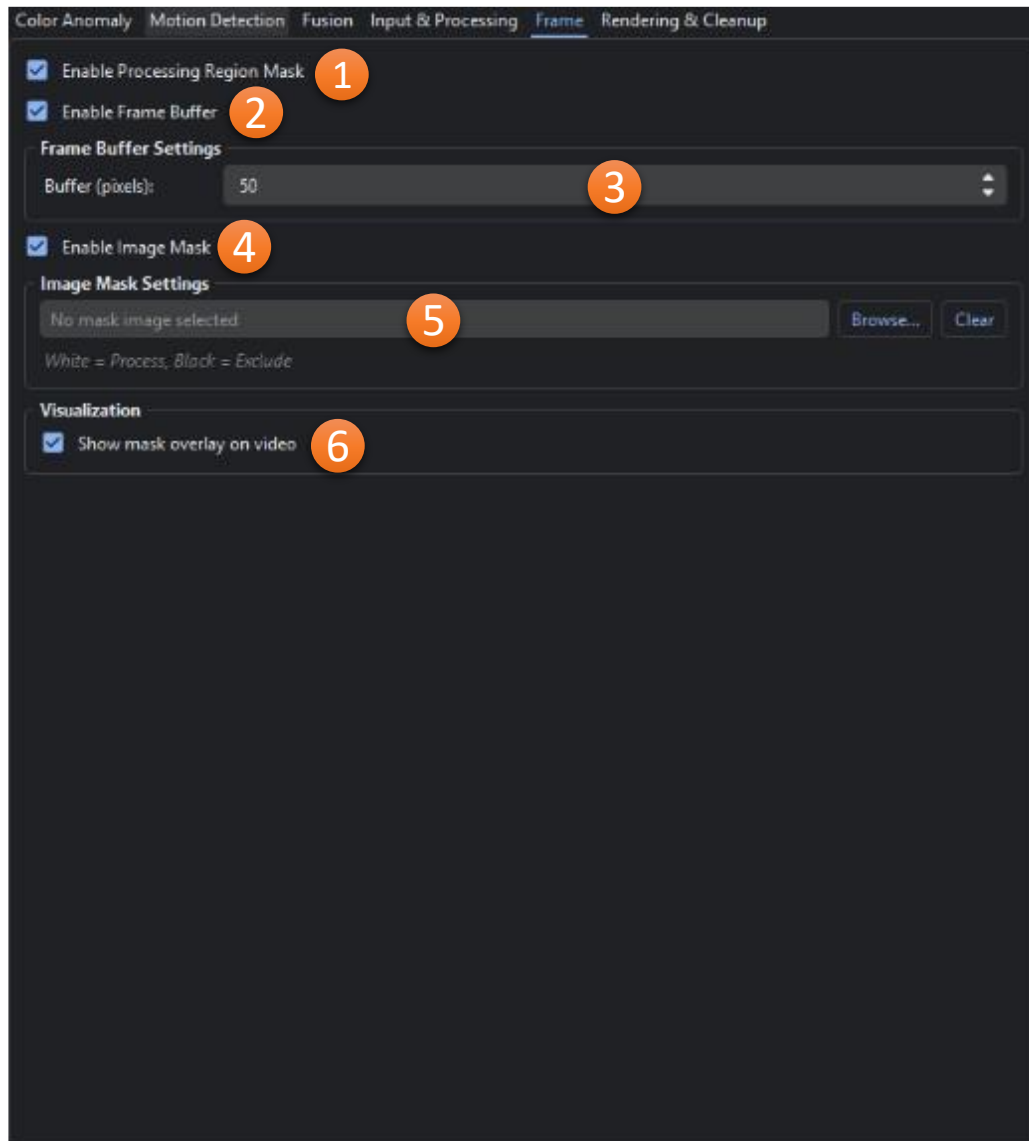 Color Anomaly Motion Detection Fusion Input & Processing Frame Rendering & Cleanup
Enable Processing Region Mask 1
Enable Frame Buffer 2
Frame Buffer Settings
Buffer (pixels): 50 3
Enable Image Mask 4
Image Mask Settings
No mask image selected 5 Browse... Clear
White = Process, Black = Exclude
Visualization
Show mask overlay on video 6